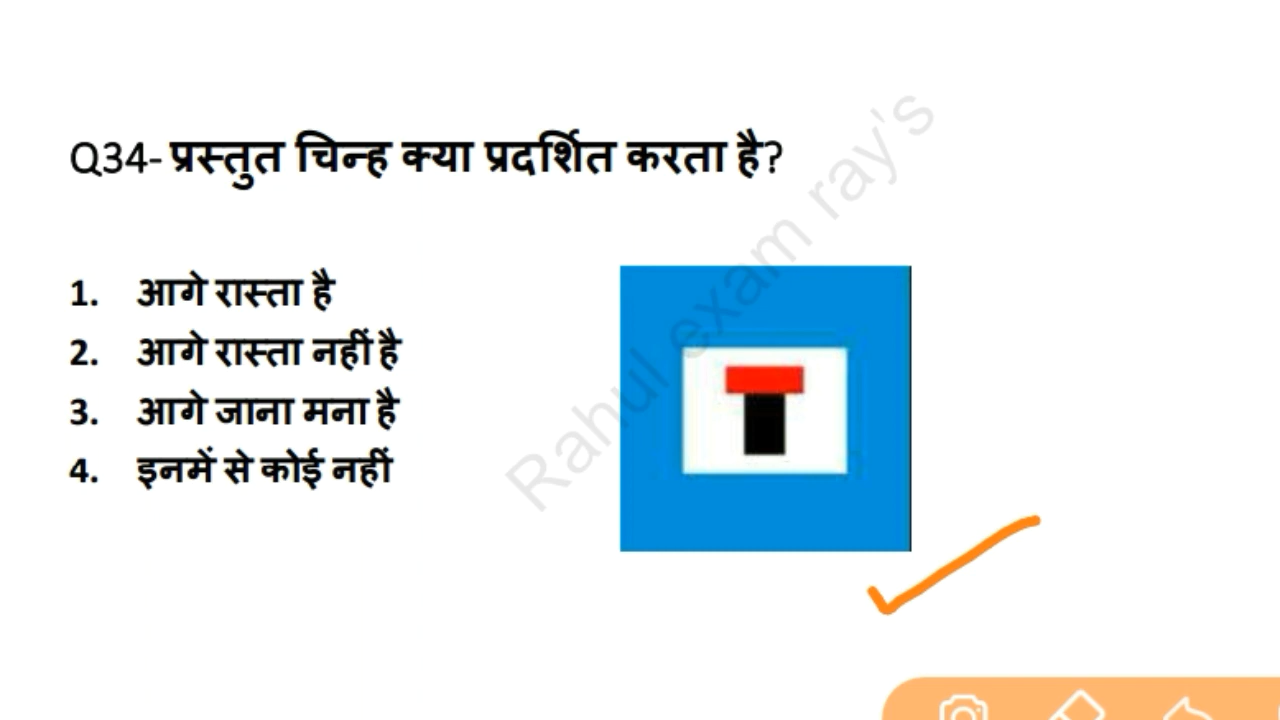 Q34- प्रस्तुत चिन्ह क्या प्रदर्शित करता है?
1. आगे रास्ता है
2. आगे रास्ता नहीं है
3. आगे जाना मना है
4. इनमें से कोई नहीं
Rahul exam ray's